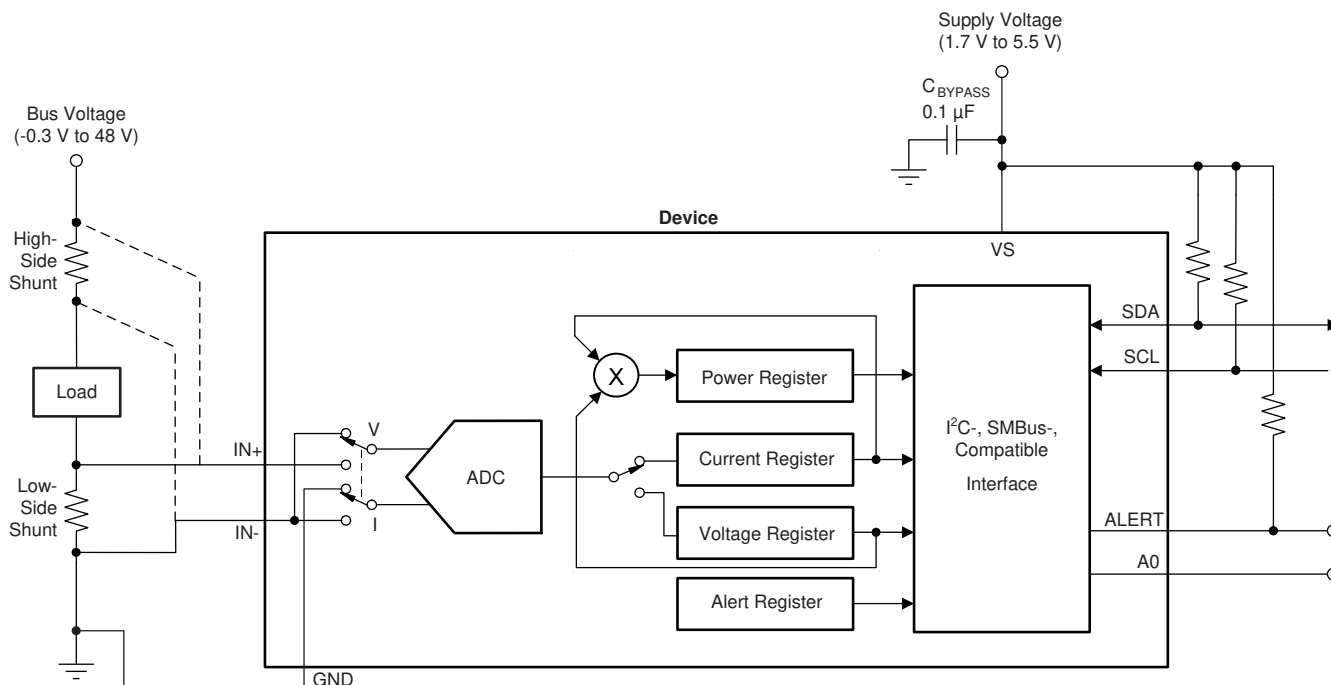 Supply Voltage
(1.7 V to 5.5 V)
C BYPASS
0.1 µF
Bus Voltage
(-0.3 V to 48 V)
Device
VS
High-
Side
Shunt
Load
Low-
Side
Shunt
IN+
IN-
V
I
ADC
X
Power Register
Current Register
Voltage Register
Alert Register
I²C-, SMBus-,
Compatible
Interface
SDA
SCL
ALERT
A0
GND